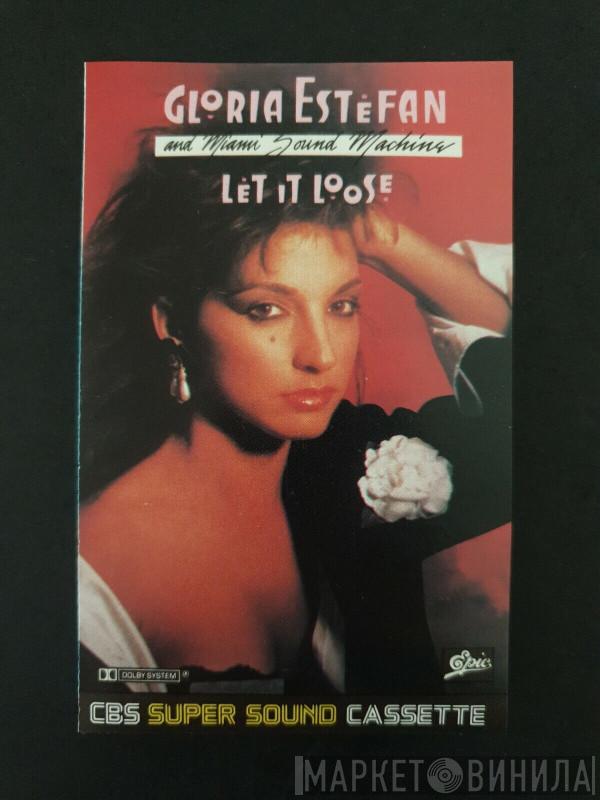 GLORIA ESTEFAN
and Miami Sound Machine
LET IT LOOSE
DOLBY SYSTEM ®
Epic
CBS SUPER SOUND CASSETTE
МАРКЕТ ВИНИЛА